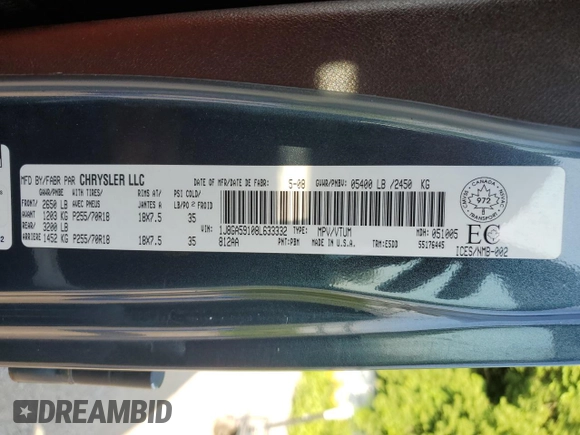 MFD BY/FABR PAR CHRYSLER LLC DATE OF MFR/DATE DE FABR: 5-08 GVWR/PNBV: 05400 LB /2450 KG
GAWR/PNBE WITH TIRES/ RIMS AT/ PSI COLD/
FRONT/ 2650 LB AVEC PNEUS JANTES A LB/PO 2 FROID
AVANT 1203 KG P255/70R18 18X7.5 35
REAR/ 3200 LB
ARRIERE 1452 KG P255/70R18 18X7.5 35
VIN: 1J8GA59108L633332 TYPE: MPV/VTUM MDH: 051005
812AA PNT:PBM MADE IN U.S.A. TRM:E5DD 55176445
CANADA
972
TRANSPORT
EC
ICES/NMB-002
DREAMBID